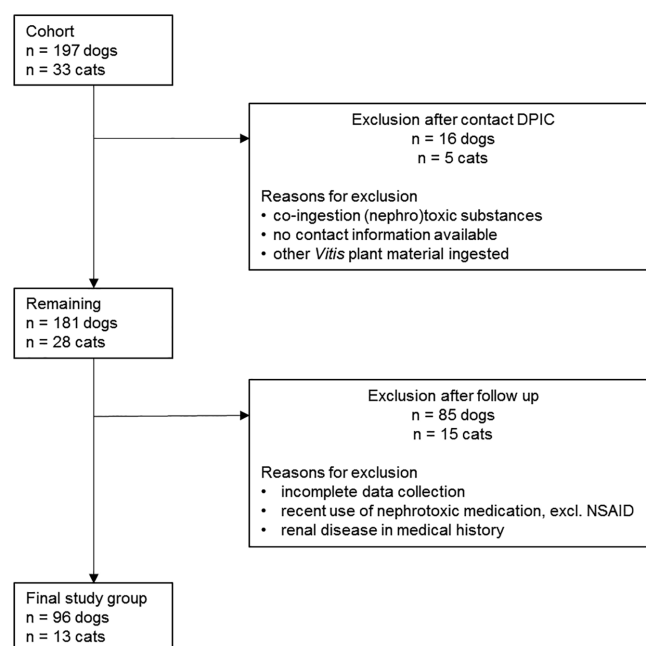 Cohort
n = 197 dogs
n = 33 cats
Exclusion after contact DPIC
n = 16 dogs
n = 5 cats
Reasons for exclusion
• co-ingestion (nephro)toxic substances
• no contact information available
• other Vitis plant material ingested
Remaining
n = 181 dogs
n = 28 cats
Exclusion after follow up
n = 85 dogs
n = 15 cats
Reasons for exclusion
• incomplete data collection
• recent use of nephrotoxic medication, excl. NSAID
• renal disease in medical history
Final study group
n = 96 dogs
n = 13 cats